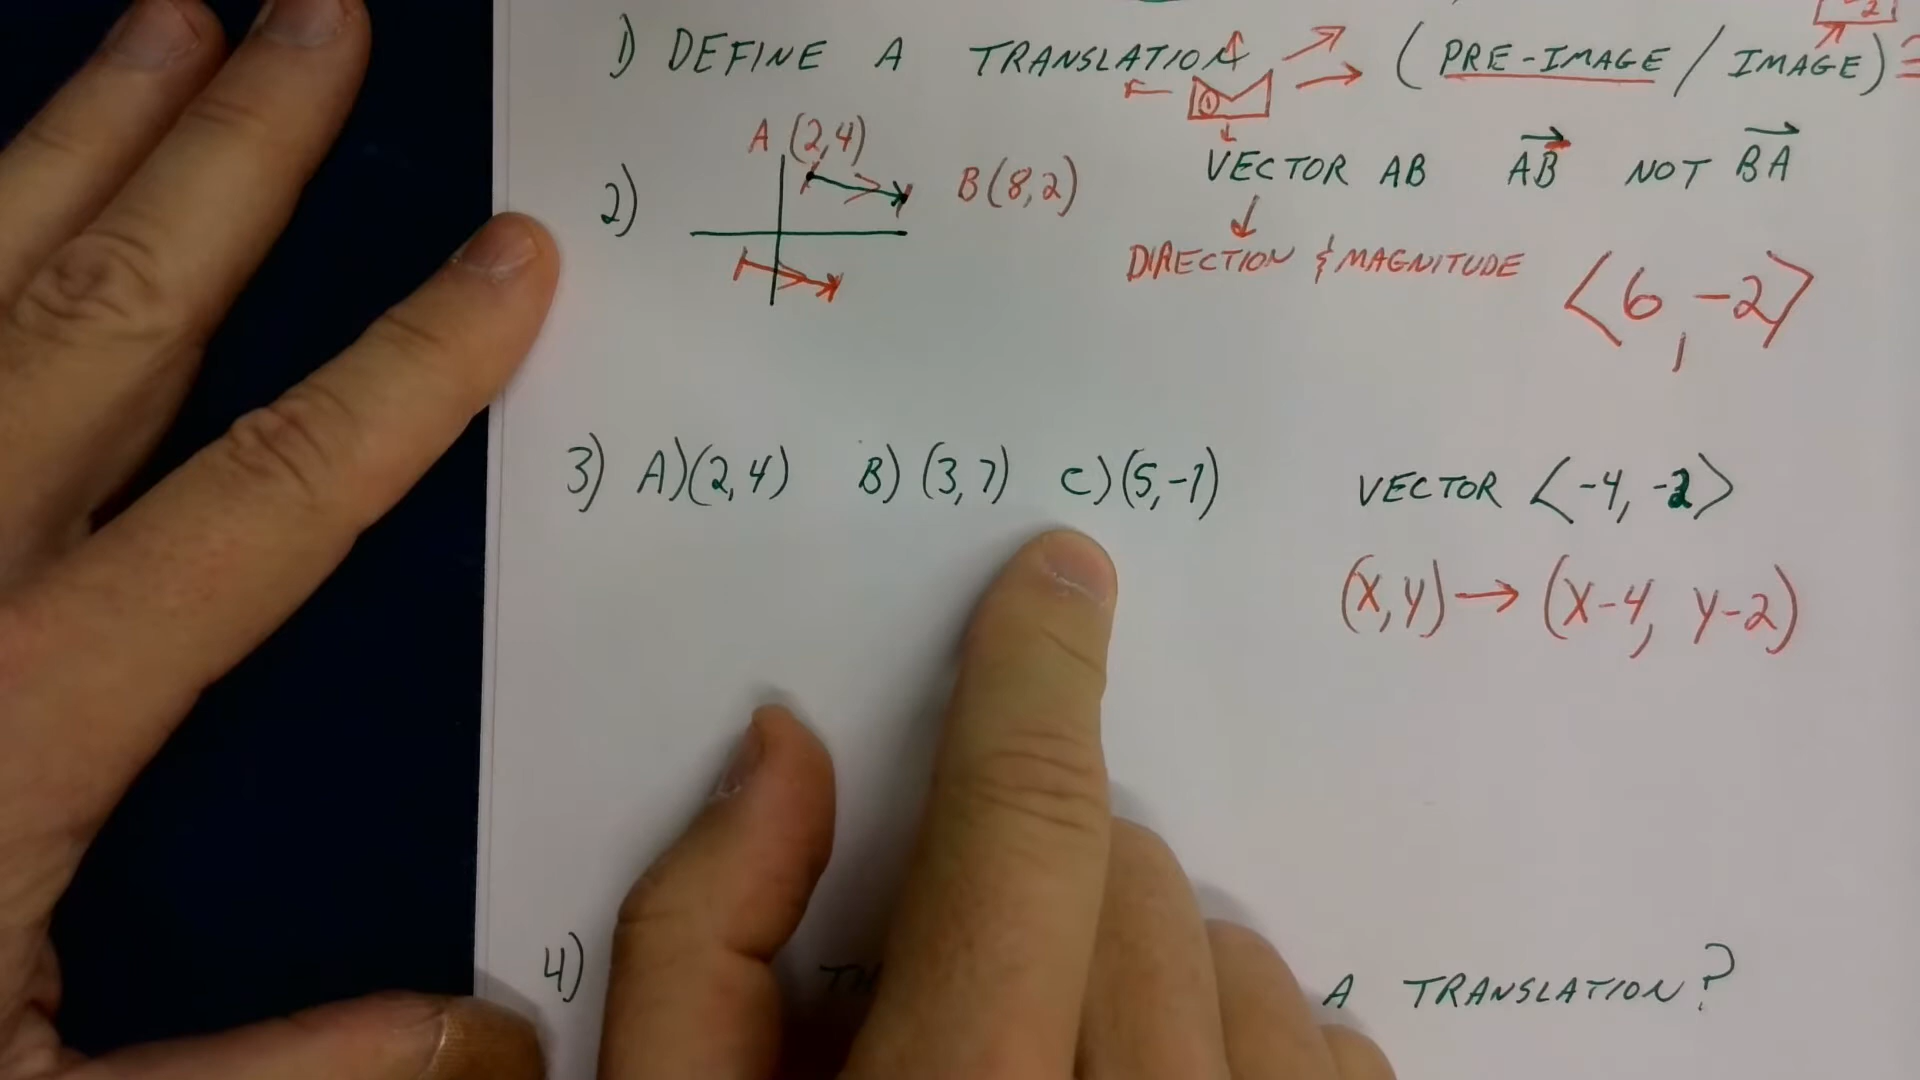 1) DEFINE A TRANSLATION (PRE-IMAGE / IMAGE)
2) A (2,4) B(8,2) VECTOR AB AB NOT BA
DIRECTION & MAGNITUDE <6, -2>
3) A)(2,4) B) (3,7) C)(5,-1) VECTOR <-4, -2>
(X,Y)→(X-4, Y-2)
4) A TRANSLATION?